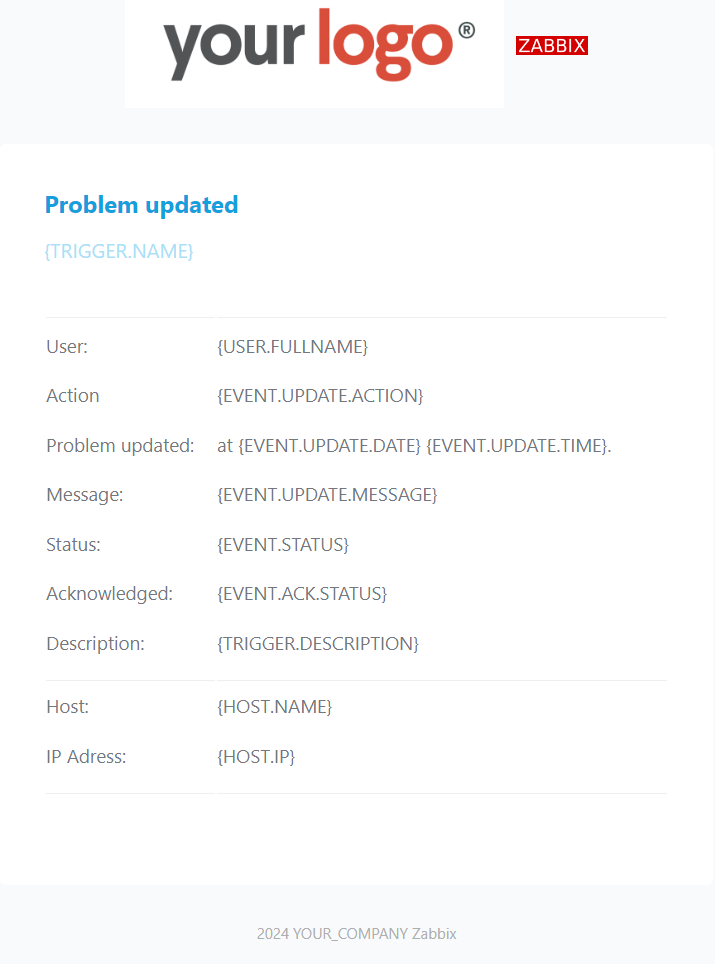 your logo®
ZABBIX
Problem updated
{TRIGGER.NAME}
User: {USER.FULLNAME}
Action {EVENT.UPDATE.ACTION}
Problem updated: at {EVENT.UPDATE.DATE} {EVENT.UPDATE.TIME}.
Message: {EVENT.UPDATE.MESSAGE}
Status: {EVENT.STATUS}
Acknowledged: {EVENT.ACK.STATUS}
Description: {TRIGGER.DESCRIPTION}
Host: {HOST.NAME}
IP Adress: {HOST.IP}
2024 YOUR_COMPANY Zabbix